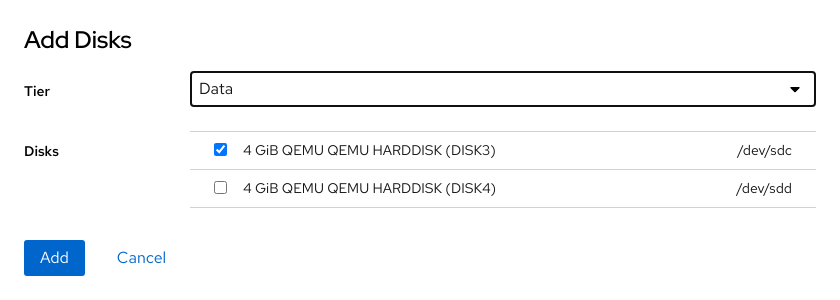 Add Disks
Tier Data
Disks 4 GiB QEMU QEMU HARDDISK (DISK3) /dev/sdc
4 GiB QEMU QEMU HARDDISK (DISK4) /dev/sdd
Add Cancel